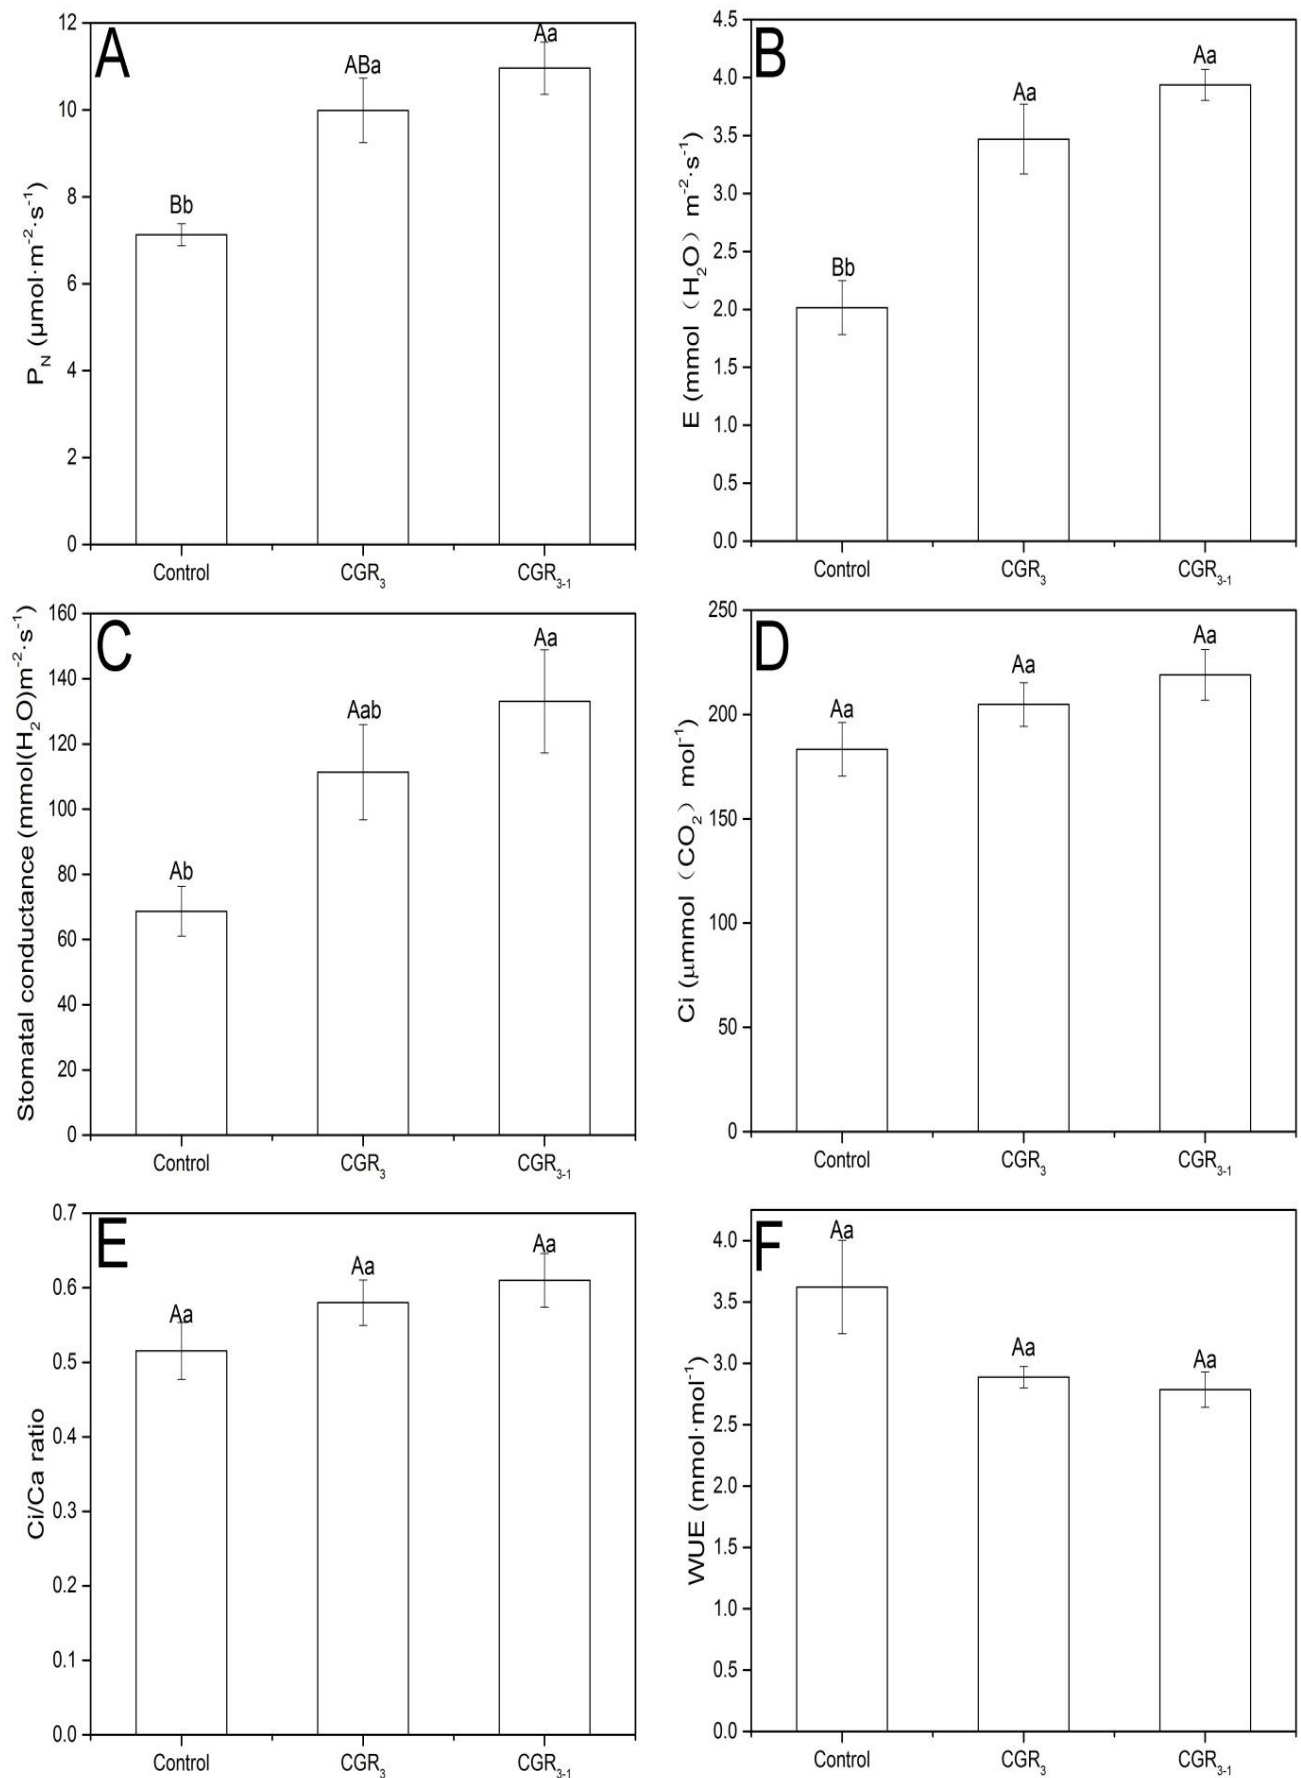 A
P_N (μmol·m⁻²·s⁻¹)
12
10
8
6
4
2
0
Bb
ABa
Aa
Control
CGR₃
CGR₃₋₁
B
E (mmol（H₂O）m⁻²·s⁻¹)
4.5
4.0
3.5
3.0
2.5
2.0
1.5
1.0
0.5
0.0
Bb
Aa
Aa
Control
CGR₃
CGR₃₋₁
C
Stomatal conductance (mmol(H₂O)m⁻²·s⁻¹)
160
140
120
100
80
60
40
20
0
Ab
Aab
Aa
Control
CGR₃
CGR₃₋₁
D
Ci (μmmol（CO₂）mol⁻¹)
250
200
150
100
50
0
Aa
Aa
Aa
Control
CGR₃
CGR₃₋₁
E
Ci/Ca ratio
0.7
0.6
0.5
0.4
0.3
0.2
0.1
0.0
Aa
Aa
Aa
Control
CGR₃
CGR₃₋₁
F
WUE (mmol·mol⁻¹)
4.0
3.5
3.0
2.5
2.0
1.5
1.0
0.5
0.0
Aa
Aa
Aa
Control
CGR₃
CGR₃₋₁